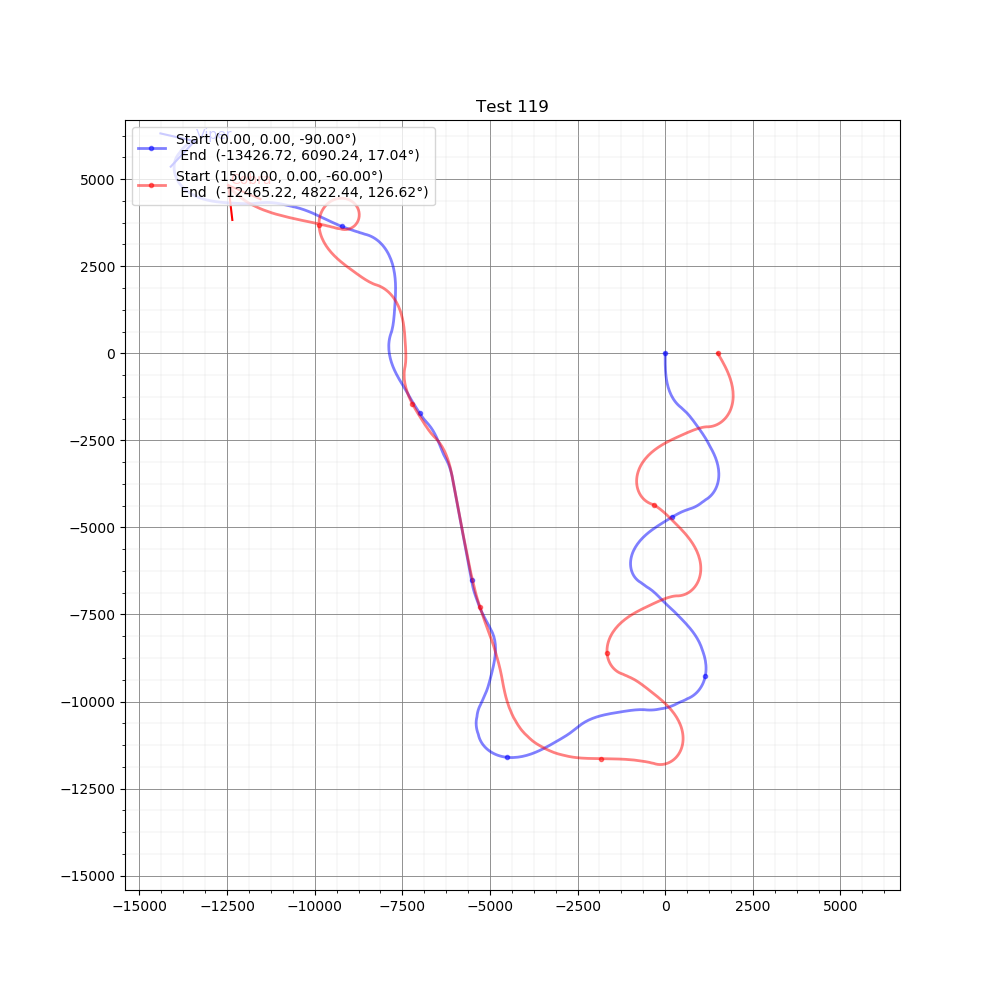 Test 119
Viper
Start (0.00, 0.00, -90.00°)
End (-13426.72, 6090.24, 17.04°)
Start (1500.00, 0.00, -60.00°)
End (-12465.22, 4822.44, 126.62°)
5000
2500
0
−2500
−5000
−7500
−10000
−12500
−15000
−15000 −12500 −10000 −7500 −5000 −2500 0 2500 5000